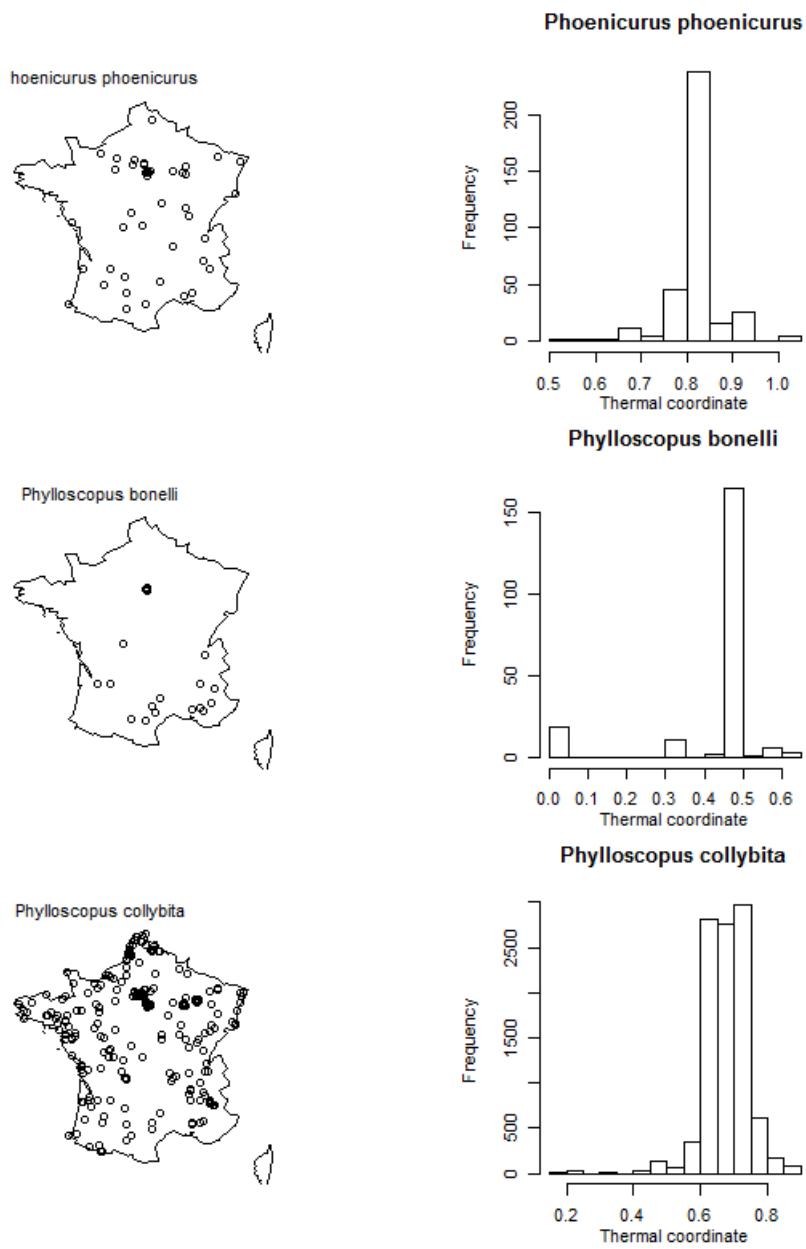 Phoenicurus phoenicurus
hoenicurus phoenicurus
Frequency
200
150
100
50
0
0.5 0.6 0.7 0.8 0.9 1.0
Thermal coordinate
Phylloscopus bonelli
Phylloscopus bonelli
Frequency
150
100
50
0
0.0 0.1 0.2 0.3 0.4 0.5 0.6
Thermal coordinate
Phylloscopus collybita
Phylloscopus collybita
Frequency
2500
1500
500
0
0.2 0.4 0.6 0.8
Thermal coordinate